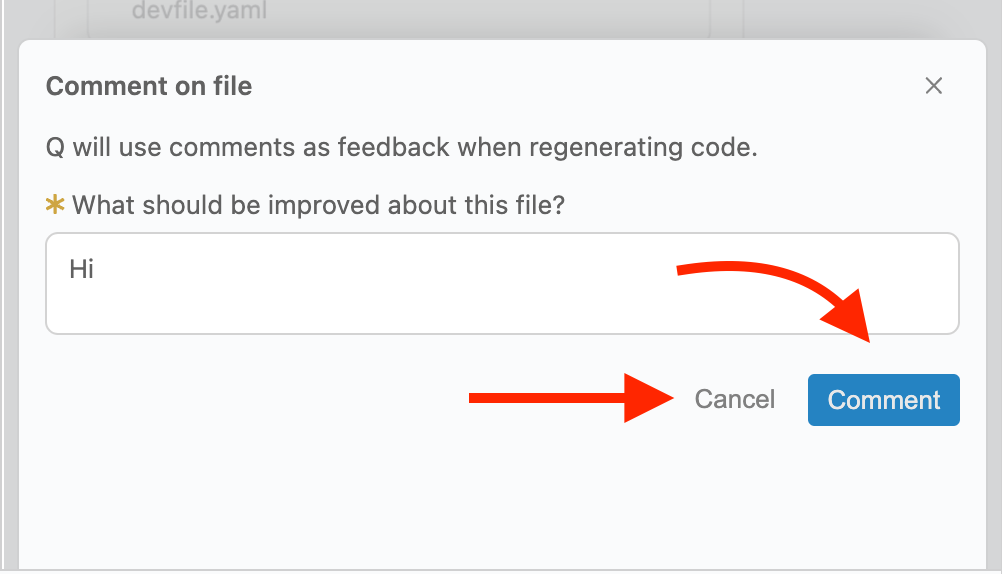 devfile.yaml
Comment on file
Q will use comments as feedback when regenerating code.
* What should be improved about this file?
Hi
Cancel
Comment